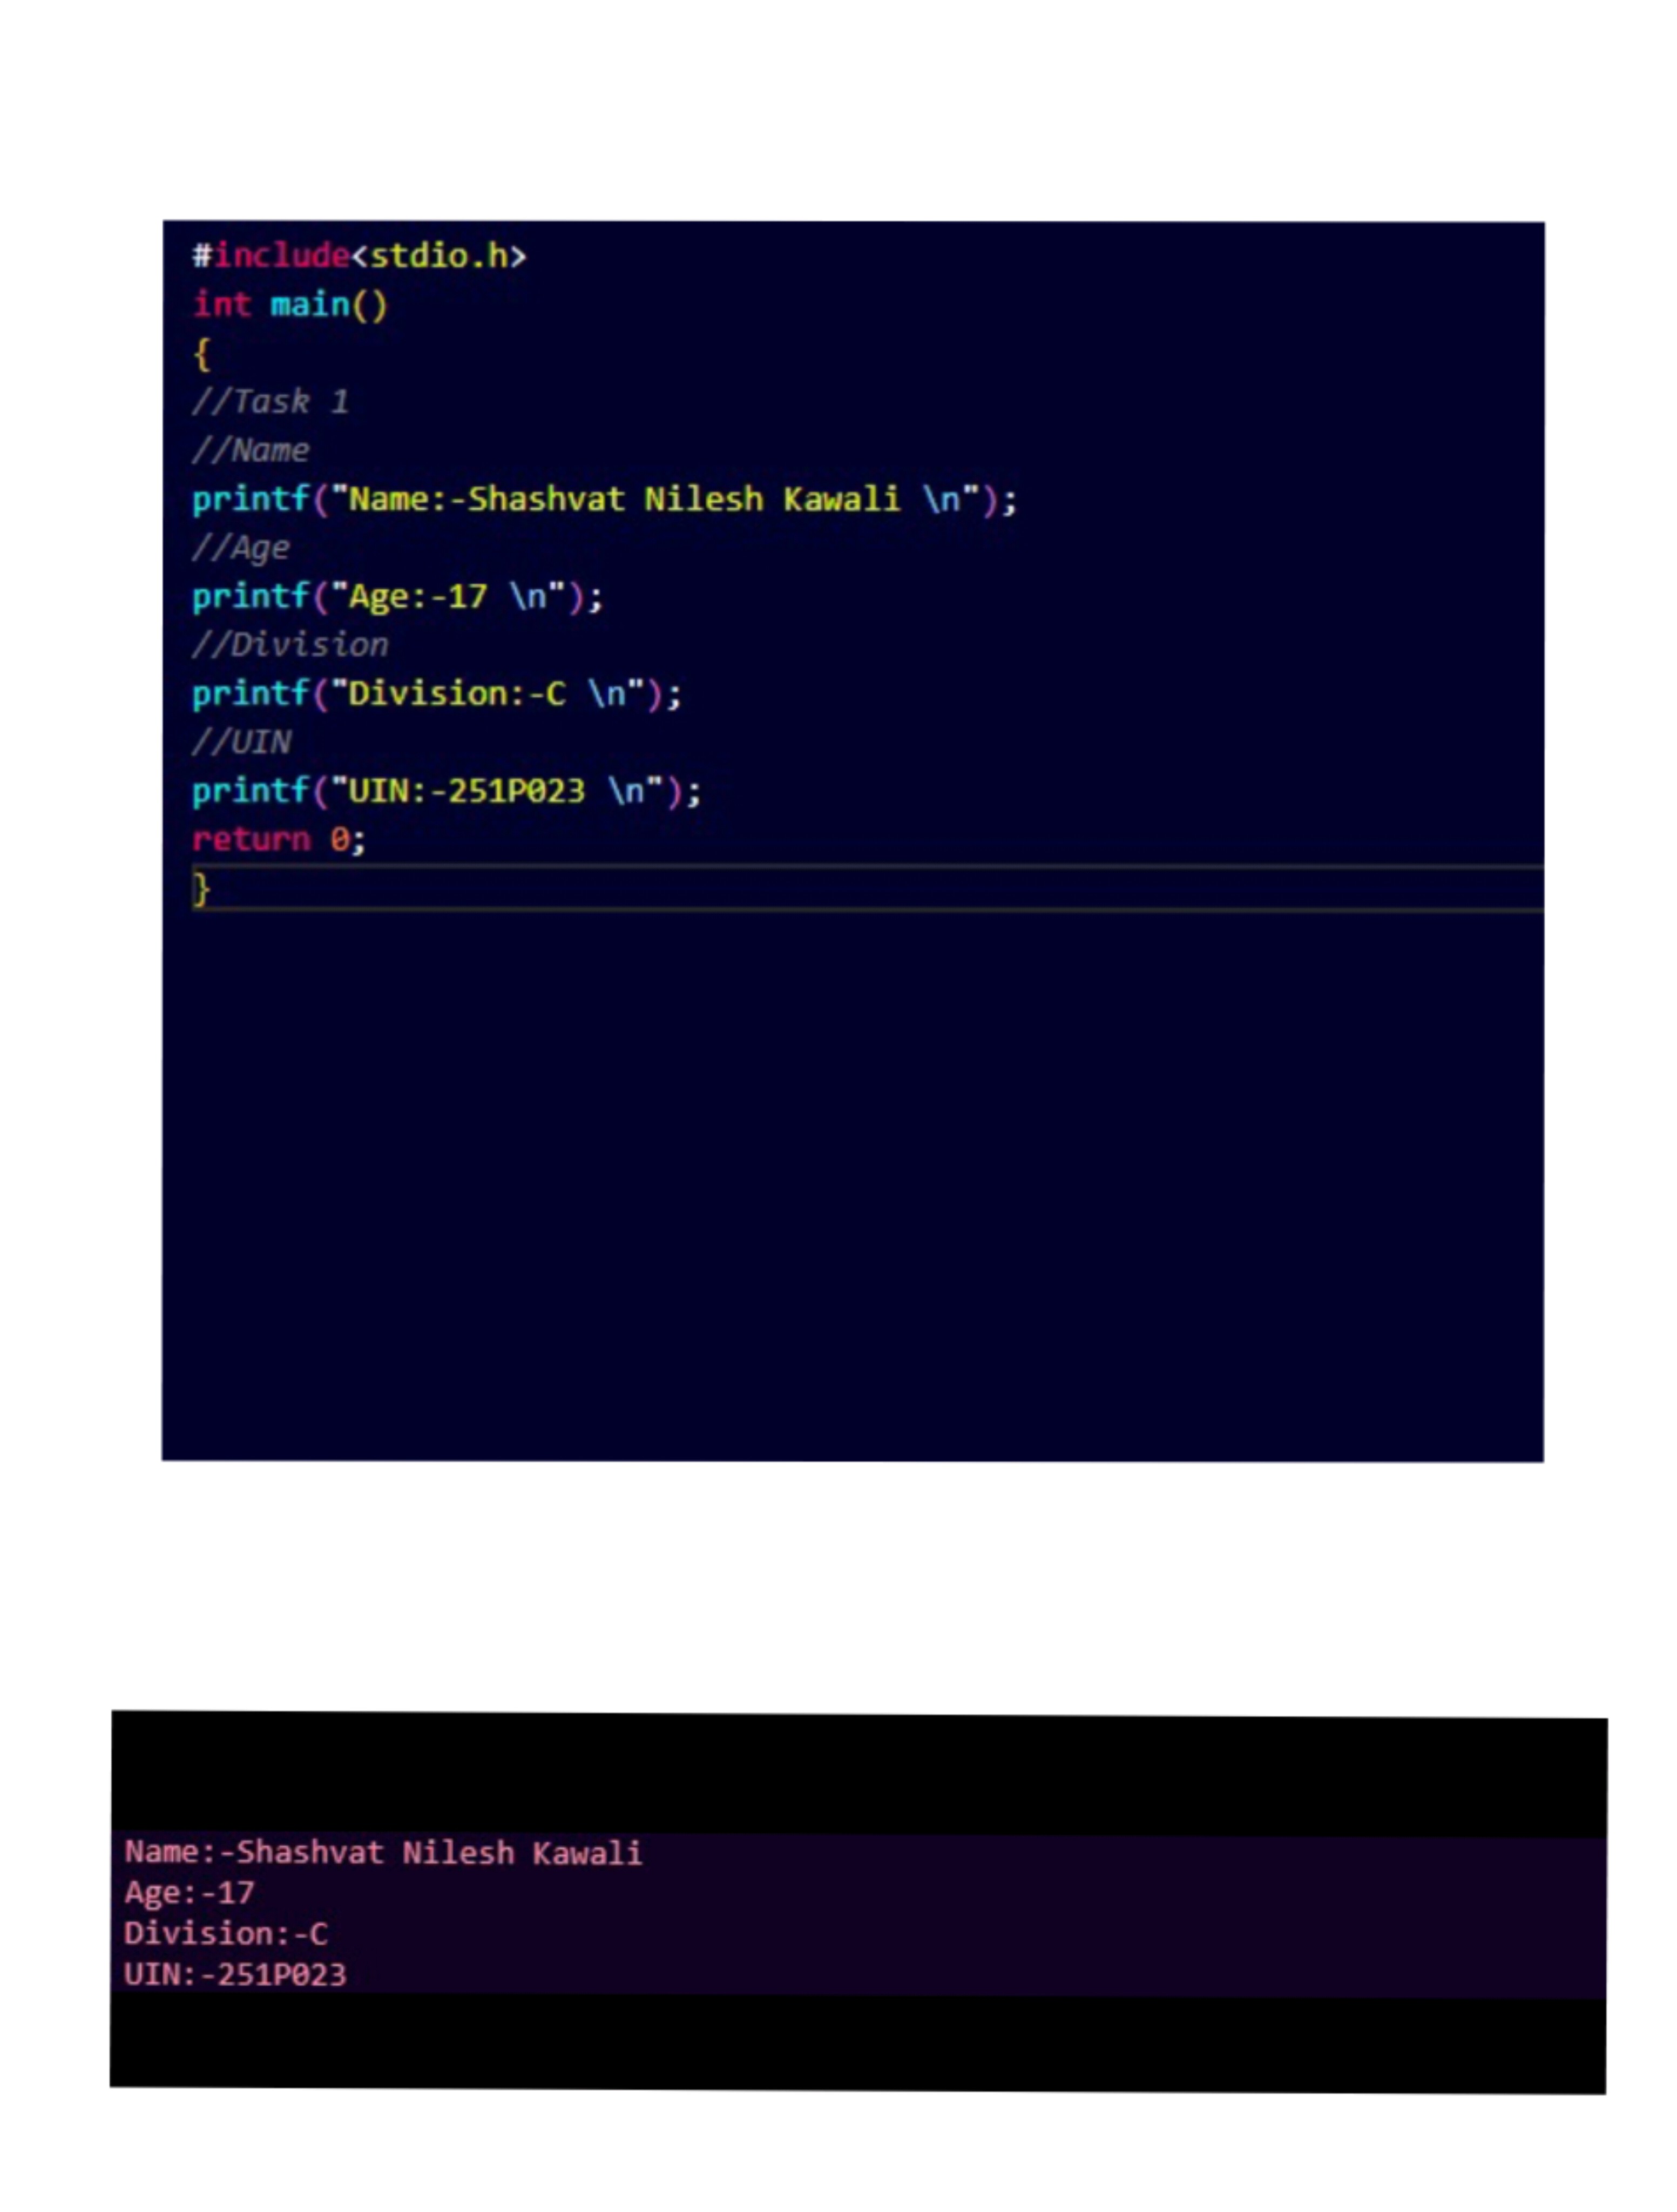 #include<stdio.h>
int main()
{
//Task 1
//Name
printf("Name:-Shashvat Nilesh Kawali \n");
//Age
printf("Age:-17 \n");
//Division
printf("Division:-C \n");
//UIN
printf("UIN:-251P023 \n");
return 0;
}
Name:-Shashvat Nilesh Kawali
Age:-17
Division:-C
UIN:-251P023